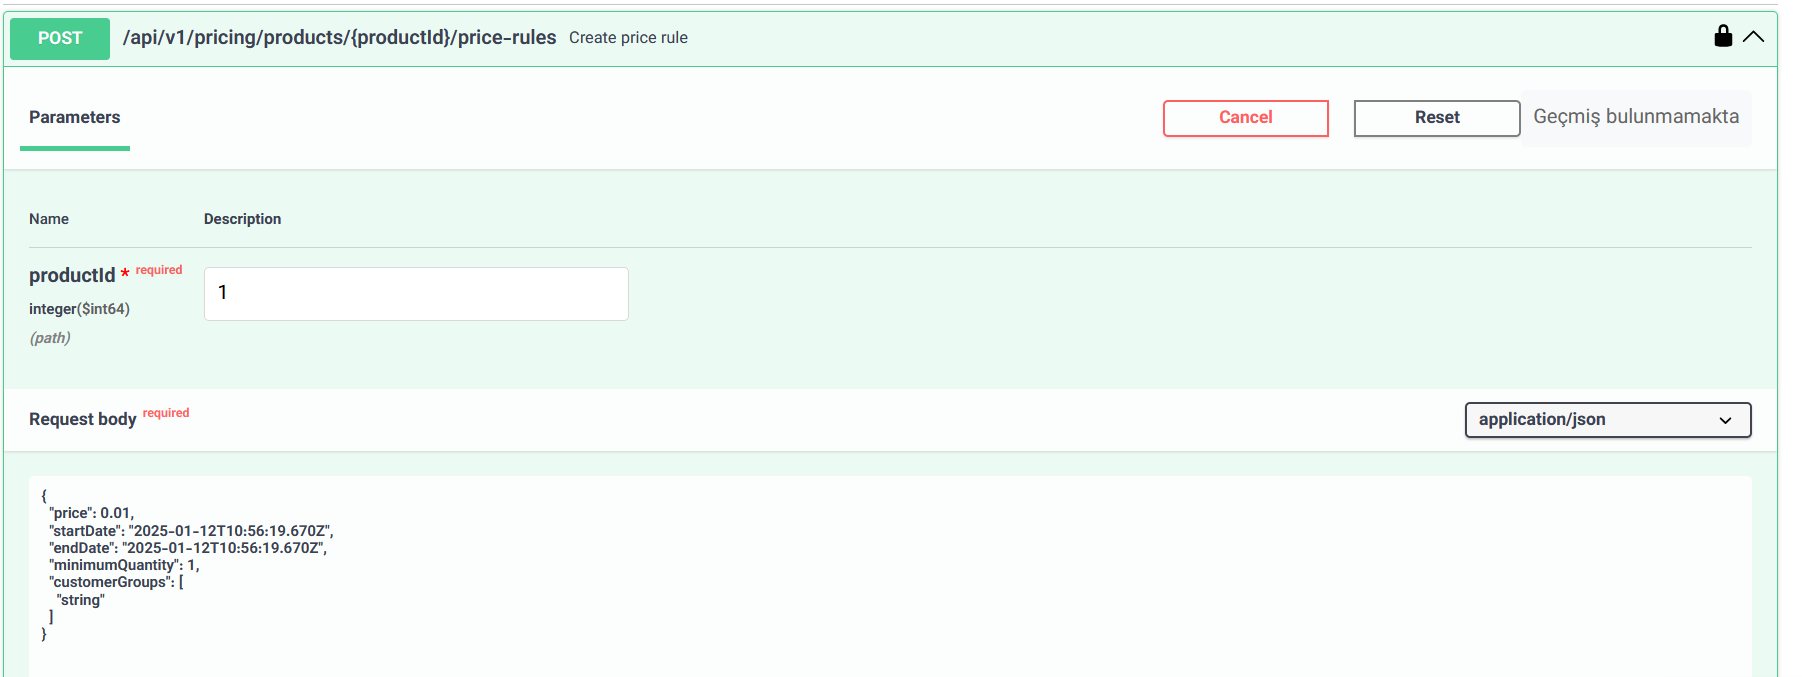 POST /api/v1/pricing/products/{productId}/price-rules Create price rule
Parameters Cancel Reset Geçmiş bulunmamakta
Name Description
productId * required
1
integer($int64)
(path)
Request body required application/json
{
  "price": 0.01,
  "startDate": "2025-01-12T10:56:19.670Z",
  "endDate": "2025-01-12T10:56:19.670Z",
  "minimumQuantity": 1,
  "customerGroups": [
    "string"
  ]
}